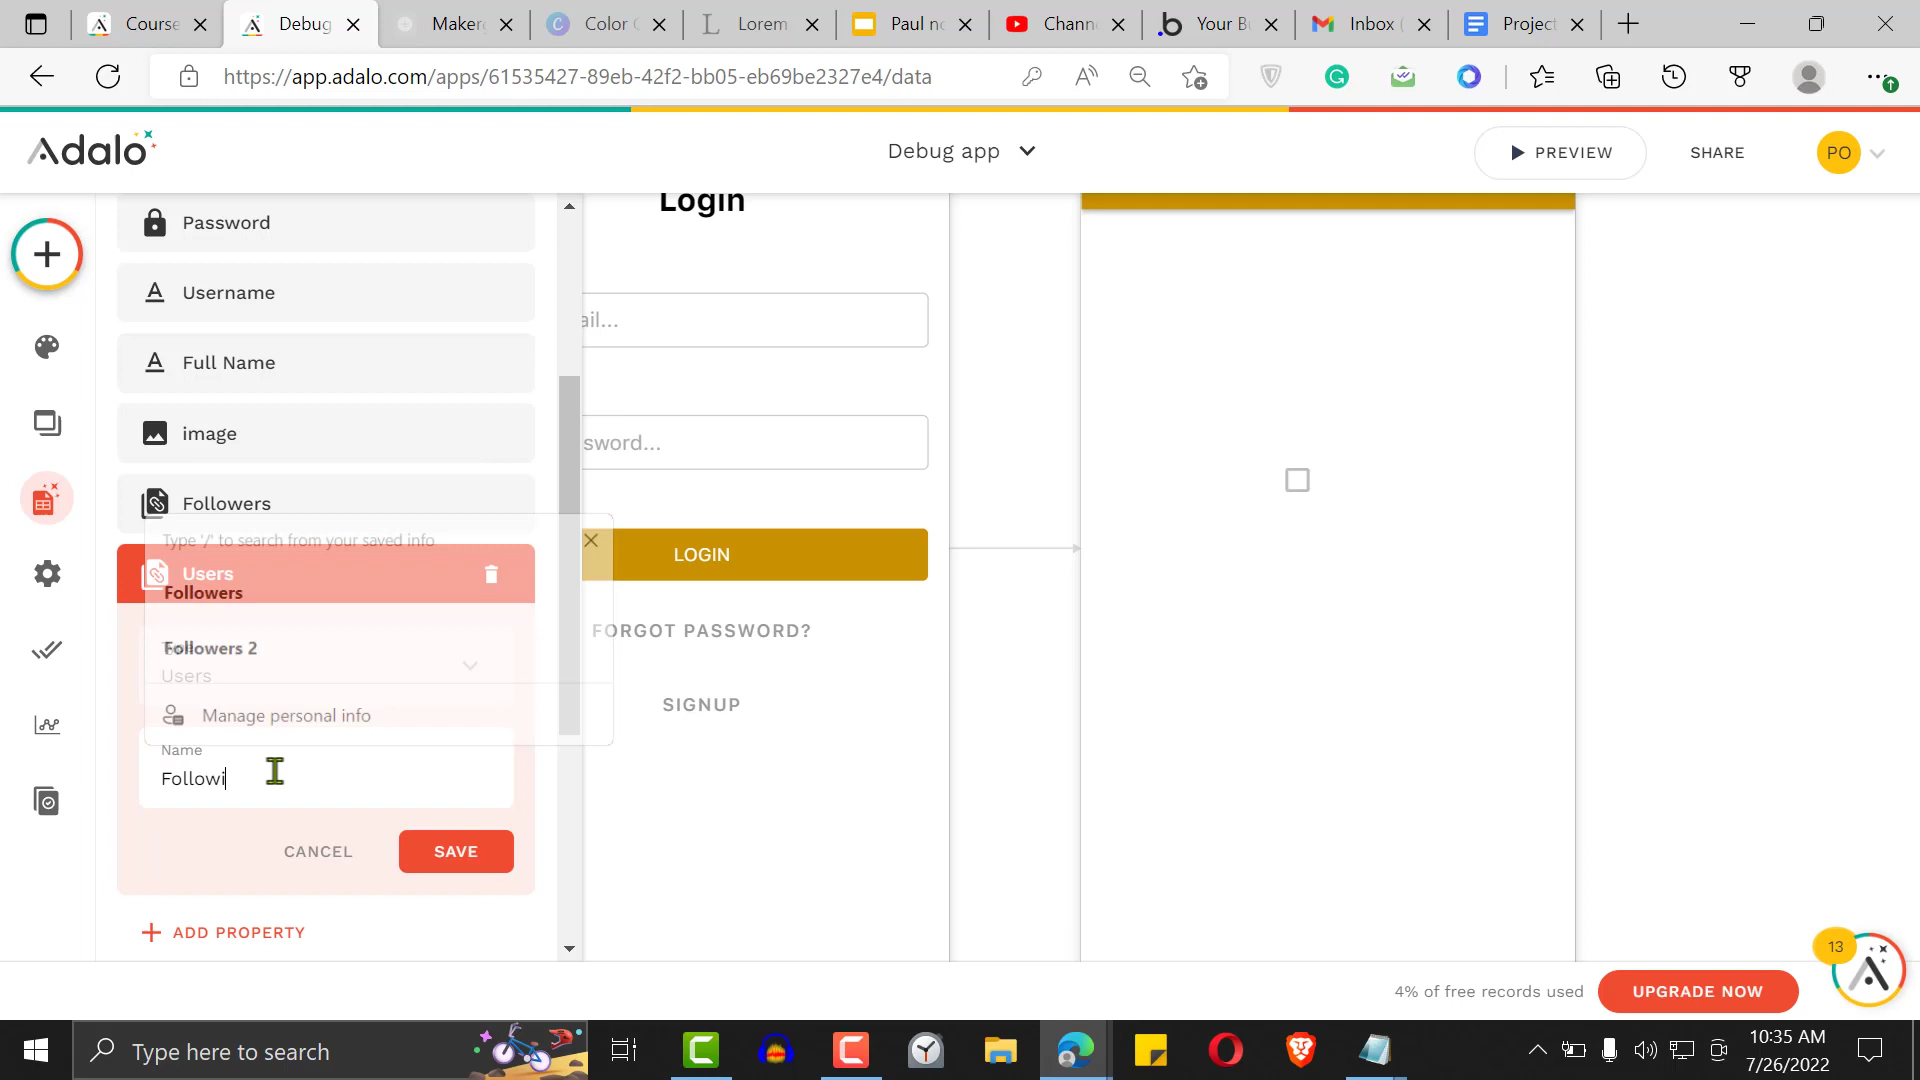 Course
Debug
Maker
Color C
Lorem
Paul no
Chann
Your B
Inbox (
Project
https://app.adalo.com/apps/61535427-89eb-42f2-bb05-eb69be2327e4/data
Adalo
Debug app
PREVIEW
SHARE
PO
Password
Username
Full Name
image
Followers
Type '/' to search from your saved info
Users
Followers
Followers 2
Users
Manage personal info
Name
Followi
CANCEL
SAVE
ADD PROPERTY
Login
ail...
sword...
LOGIN
FORGOT PASSWORD?
SIGNUP
13
4% of free records used
UPGRADE NOW
Type here to search
10:35 AM
7/26/2022